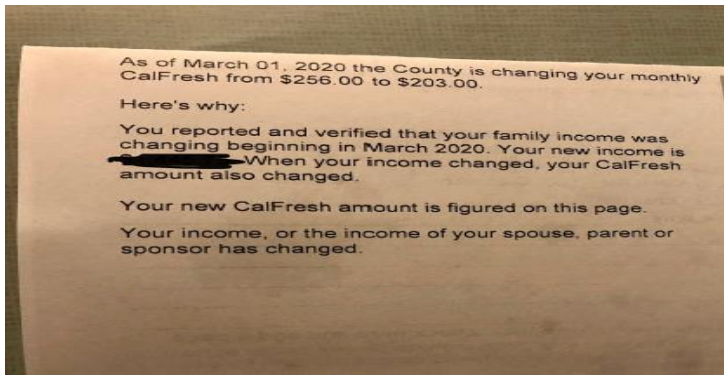 As of March 01, 2020 the County is changing your monthly
CalFresh from $256.00 to $203.00.
Here's why:
You reported and verified that your family income was
changing beginning in March 2020. Your new income is
When your income changed, your CalFresh
amount also changed.
Your new CalFresh amount is figured on this page.
Your income, or the income of your spouse, parent or
sponsor has changed.